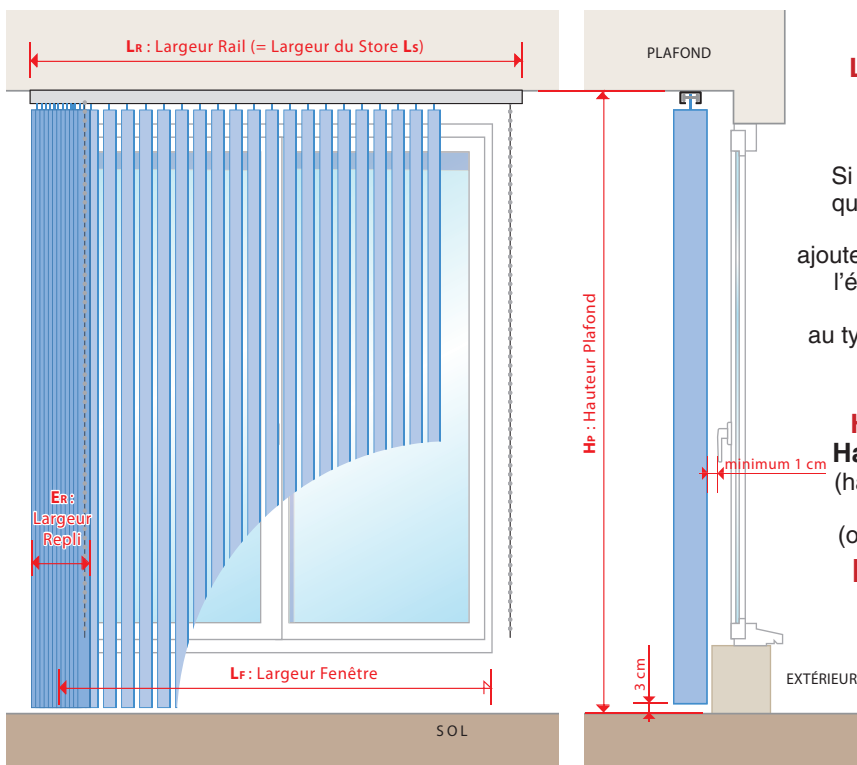 LR : Largeur Rail (= Largeur du Store LS)
PLAFOND
L
Si
qu
ajoute
l'é
au ty
HP : Hauteur Plafond
H
Ha
minimum 1 cm
(ha
(o
ER :
Largeur
Repli
LF : Largeur Fenêtre
3 cm
EXTÉRIEUR
SOL